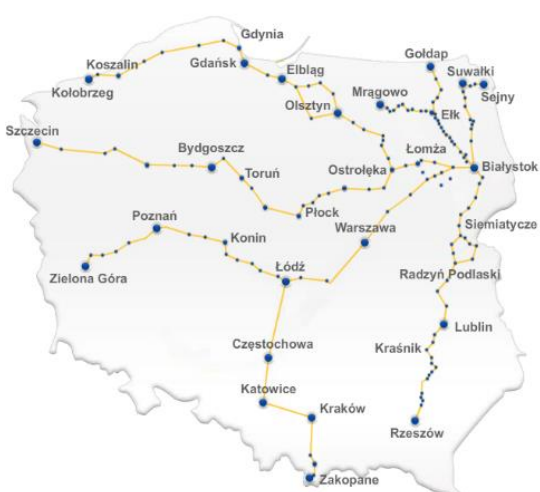 Gdynia
Koszalin
Gdańsk
Kołobrzeg
Elbląg
Gołdap
Suwałki
Sejny
Mrągowo
Olsztyn
Ełk
Szczecin
Bydgoszcz
Toruń
Łomża
Ostrołęka
Białystok
Płock
Poznań
Konin
Warszawa
Siemiatycze
Zielona Góra
Łódź
Radzyń Podlaski
Lublin
Częstochowa
Kraśnik
Katowice
Kraków
Rzeszów
Zakopane